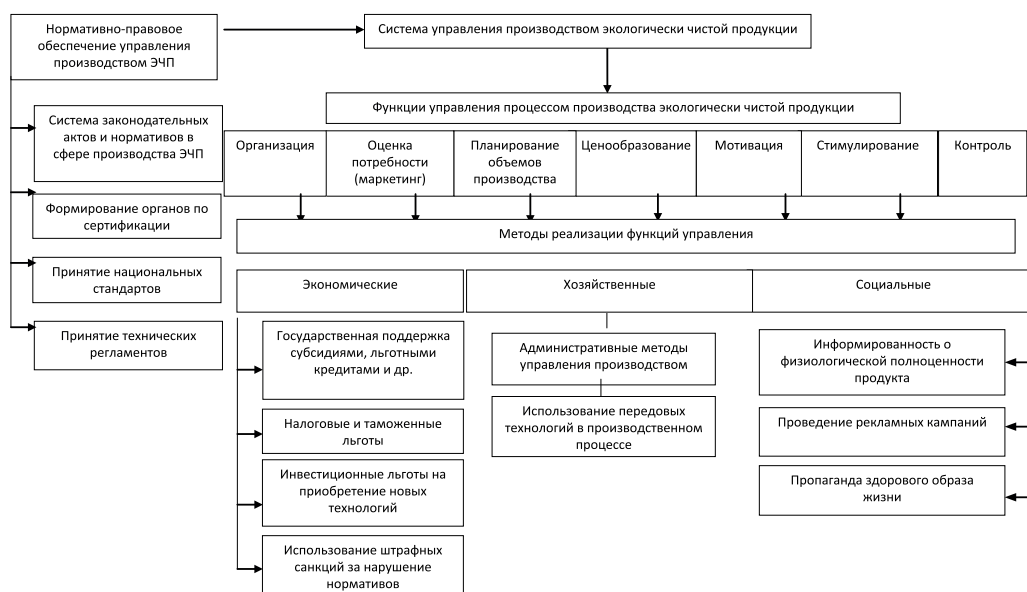 Нормативно-правовое
обеспечение управления
производством ЭЧП
Система управления производством экологически чистой продукции
Функции управления процессом производства экологически чистой продукции
Система законодательных
актов и нормативов в
сфере производства ЭЧП
Формирование органов по
сертификации
Принятие национальных
стандартов
Принятие технических
регламентов
Организация
Оценка
потребности
(маркетинг)
Планирование
объемов
производства
Ценообразование
Мотивация
Стимулирование
Контроль
Методы реализации функций управления
Экономические
Хозяйственные
Социальные
Государственная поддержка
субсидиями, льготными
кредитами и др.
Налоговые и таможенные
льготы
Инвестиционные льготы на
приобретение новых
технологий
Использование штрафных
санкций за нарушение
нормативов
Административные методы
управления производством
Использование передовых
технологий в производственном
процессе
Информированность о
физиологической полноценности
продукта
Проведение рекламных кампаний
Пропаганда здорового образа
жизни